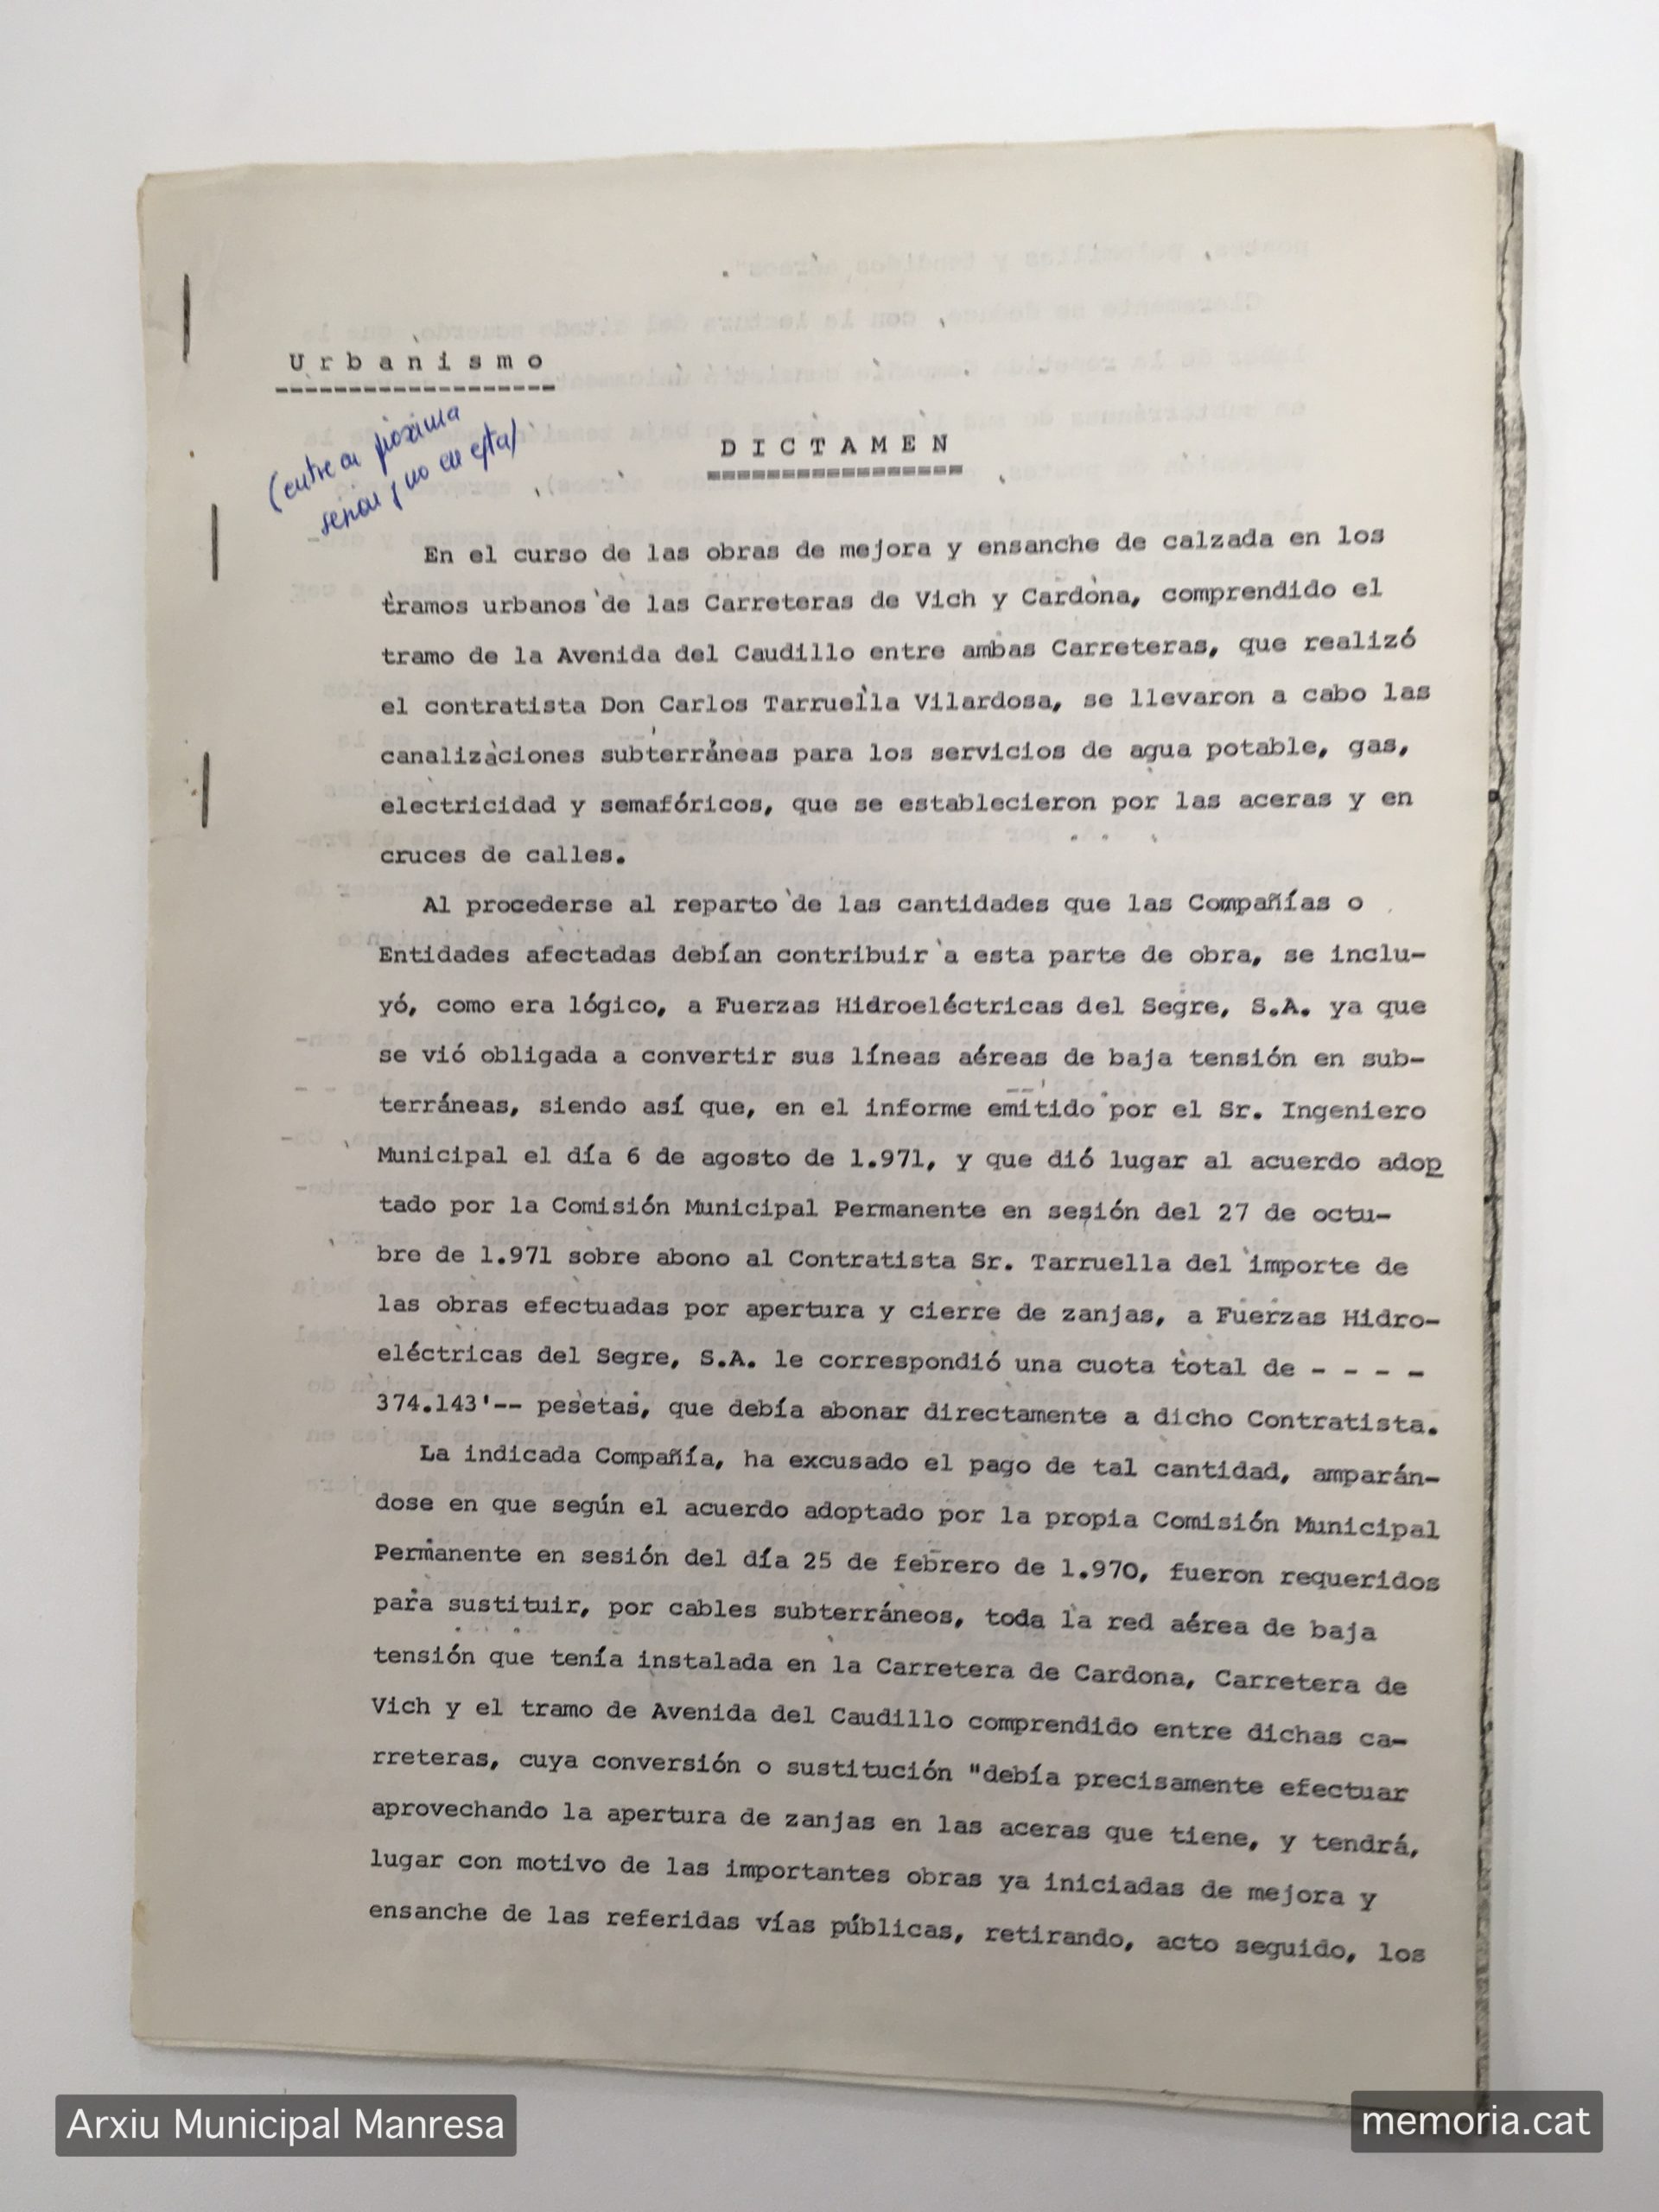 Urbanismo
(entre en próxima
sesión, no en esta)
DICTAMEN
En el curso de las obras de mejora y ensanche de calzada en los
tramos urbanos de las Carreteras de Vich y Cardona, comprendido el
tramo de la Avenida del Caudillo entre ambas Carreteras, que realizó
el contratista Don Carlos Tarruella Vilardosa, se llevaron a cabo las
canalizaciones subterráneas para los servicios de agua potable, gas,
electricidad y semafóricos, que se establecieron por las aceras y en
cruces de calles.
Al procederse al reparto de las cantidades que las Compañías o
Entidades afectadas debían contribuir a esta parte de obra, se inclu-
yó, como era lógico, a Fuerzas Hidroeléctricas del Segre, S.A. ya que
se vió obligada a convertir sus líneas aéreas de baja tensión en sub-
terráneas, siendo así que, en el informe emitido por el Sr. Ingeniero
Municipal el día 6 de agosto de 1.971, y que dió lugar al acuerdo adop
tado por la Comisión Municipal Permanente en sesión del 27 de octu-
bre de 1.971 sobre abono al Contratista Sr. Tarruella del importe de
las obras efectuadas por apertura y cierre de zanjas, a Fuerzas Hidro-
eléctricas del Segre, S.A. le correspondió una cuota total de - - - -
374.143'-- pesetas, que debía abonar directamente a dicho Contratista.
La indicada Compañía, ha excusado el pago de tal cantidad, amparán-
dose en que según el acuerdo adoptado por la propia Comisión Municipal
Permanente en sesión del día 25 de febrero de 1.970, fueron requeridos
para sustituir, por cables subterráneos, toda la red aérea de baja
tensión que tenía instalada en la Carretera de Cardona, Carretera de
Vich y el tramo de Avenida del Caudillo comprendido entre dichas ca-
rreteras, cuya conversión o sustitución "debía precisamente efectuar
aprovechando la apertura de zanjas en las aceras que tiene, y tendrá,
lugar con motivo de las importantes obras ya iniciadas de mejora y
ensanche de las referidas vías públicas, retirando, acto seguido, los
Arxiu Municipal Manresa
memoria.cat